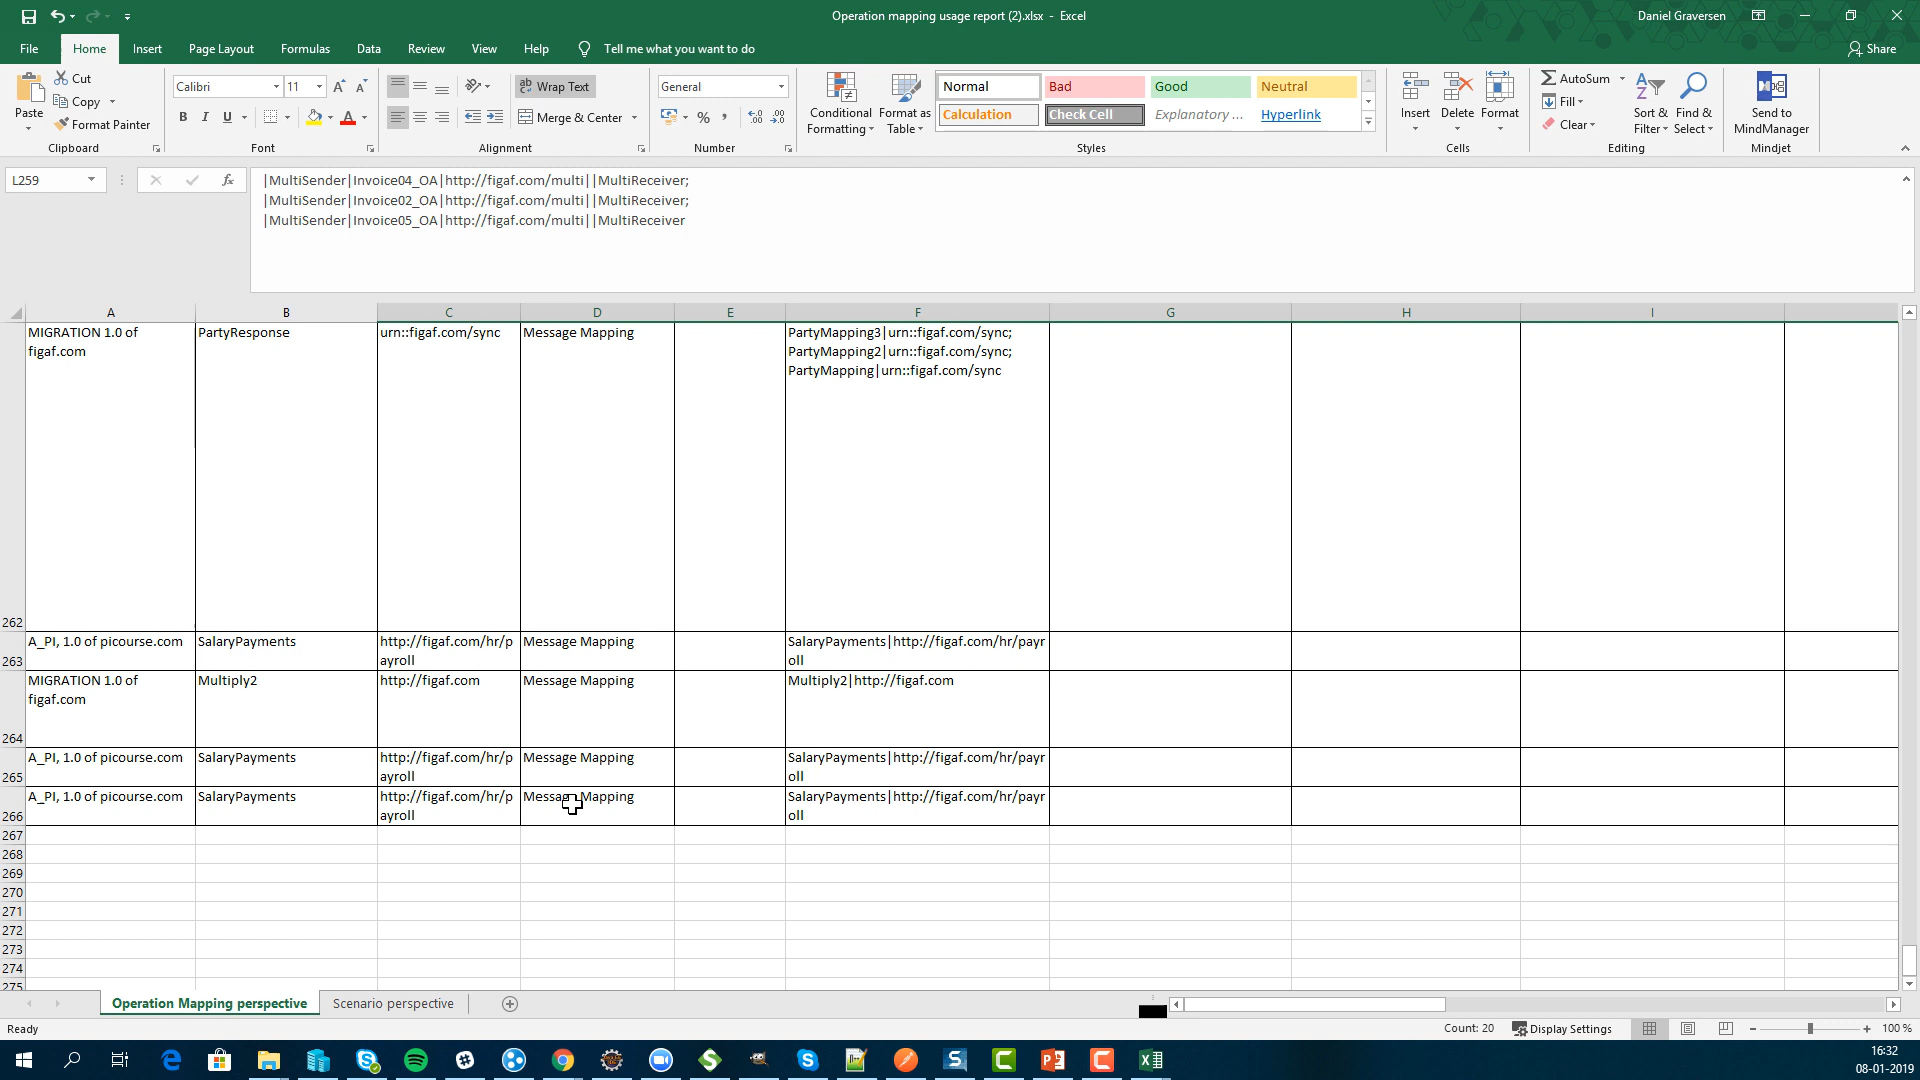 Operation mapping usage report (2).xlsx - Excel
Daniel Graversen
File Home Insert Page Layout Formulas Data Review View Help Tell me what you want to do
Share
Paste
Cut
Copy
Format Painter
Clipboard
Calibri 11
B I U
Font
Wrap Text
Merge & Center
Alignment
General
Number
Conditional Formatting
Format as Table
Normal Bad Good Neutral
Calculation Check Cell Explanatory ... Hyperlink
Styles
Insert Delete Format
Cells
AutoSum
Fill
Clear
Sort & Filter
Find & Select
Editing
Send to MindManager
Mindjet
L259
fx
|MultiSender|Invoice04_OA|http://figaf.com/multi||MultiReceiver;
|MultiSender|Invoice02_OA|http://figaf.com/multi||MultiReceiver;
|MultiSender|Invoice05_OA|http://figaf.com/multi||MultiReceiver
A B C D E F G H I
MIGRATION 1.0 of PartyResponse urn::figaf.com/sync Message Mapping PartyMapping3|urn::figaf.com/sync;
figaf.com PartyMapping2|urn::figaf.com/sync;
PartyMapping|urn::figaf.com/sync
262
A_PI, 1.0 of picourse.com SalaryPayments http://figaf.com/hr/p Message Mapping SalaryPayments|http://figaf.com/hr/payr
263 ayroll oll
MIGRATION 1.0 of Multiply2 http://figaf.com Message Mapping Multiply2|http://figaf.com
figaf.com
264
A_PI, 1.0 of picourse.com SalaryPayments http://figaf.com/hr/p Message Mapping SalaryPayments|http://figaf.com/hr/payr
265 ayroll oll
A_PI, 1.0 of picourse.com SalaryPayments http://figaf.com/hr/p Message Mapping SalaryPayments|http://figaf.com/hr/payr
266 ayroll oll
267
268
269
270
271
272
273
274
275
Operation Mapping perspective Scenario perspective
Ready
Count: 20 Display Settings 100 %
16:32
08-01-2019